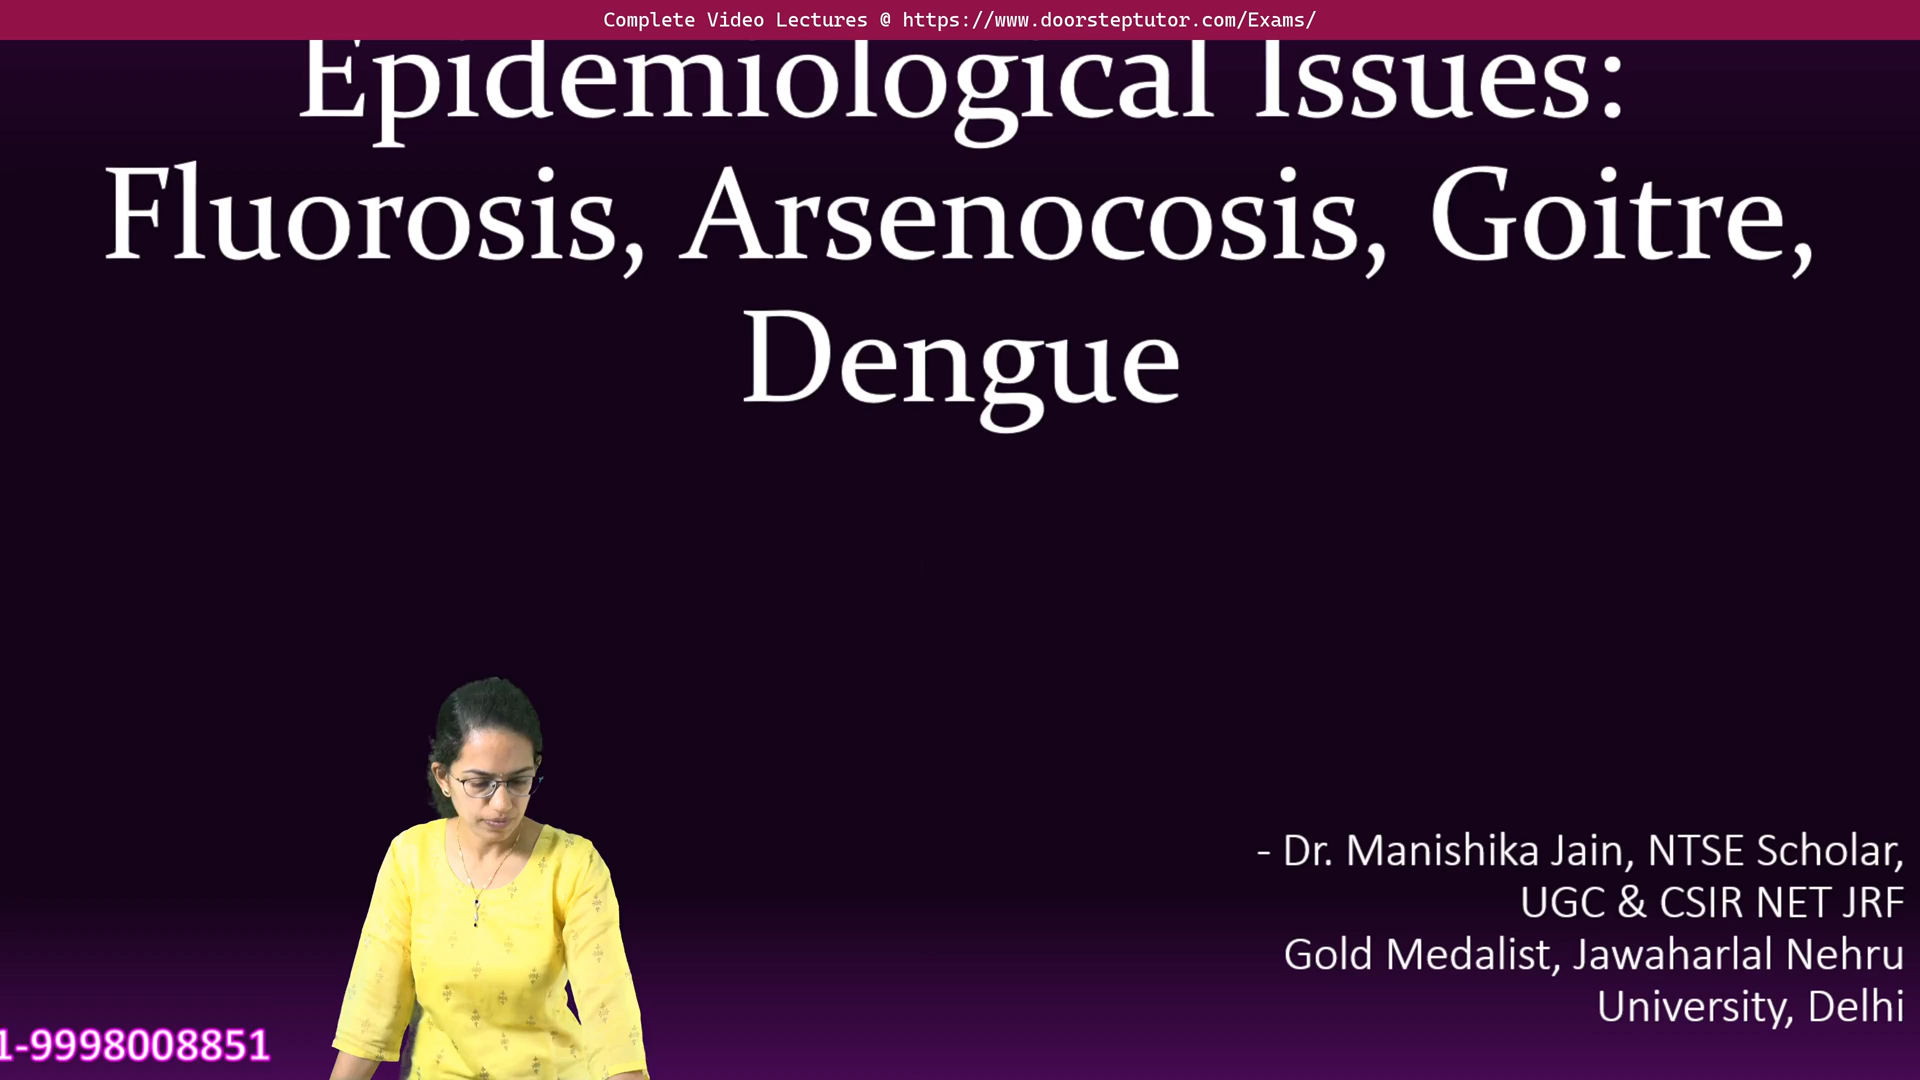 Complete Video Lectures @ https://www.doorsteptutor.com/Exams/
Epidemiological Issues:
Fluorosis, Arsenocosis, Goitre,
Dengue
- Dr. Manishika Jain, NTSE Scholar,
UGC & CSIR NET JRF
Gold Medalist, Jawaharlal Nehru
University, Delhi
1-9998008851